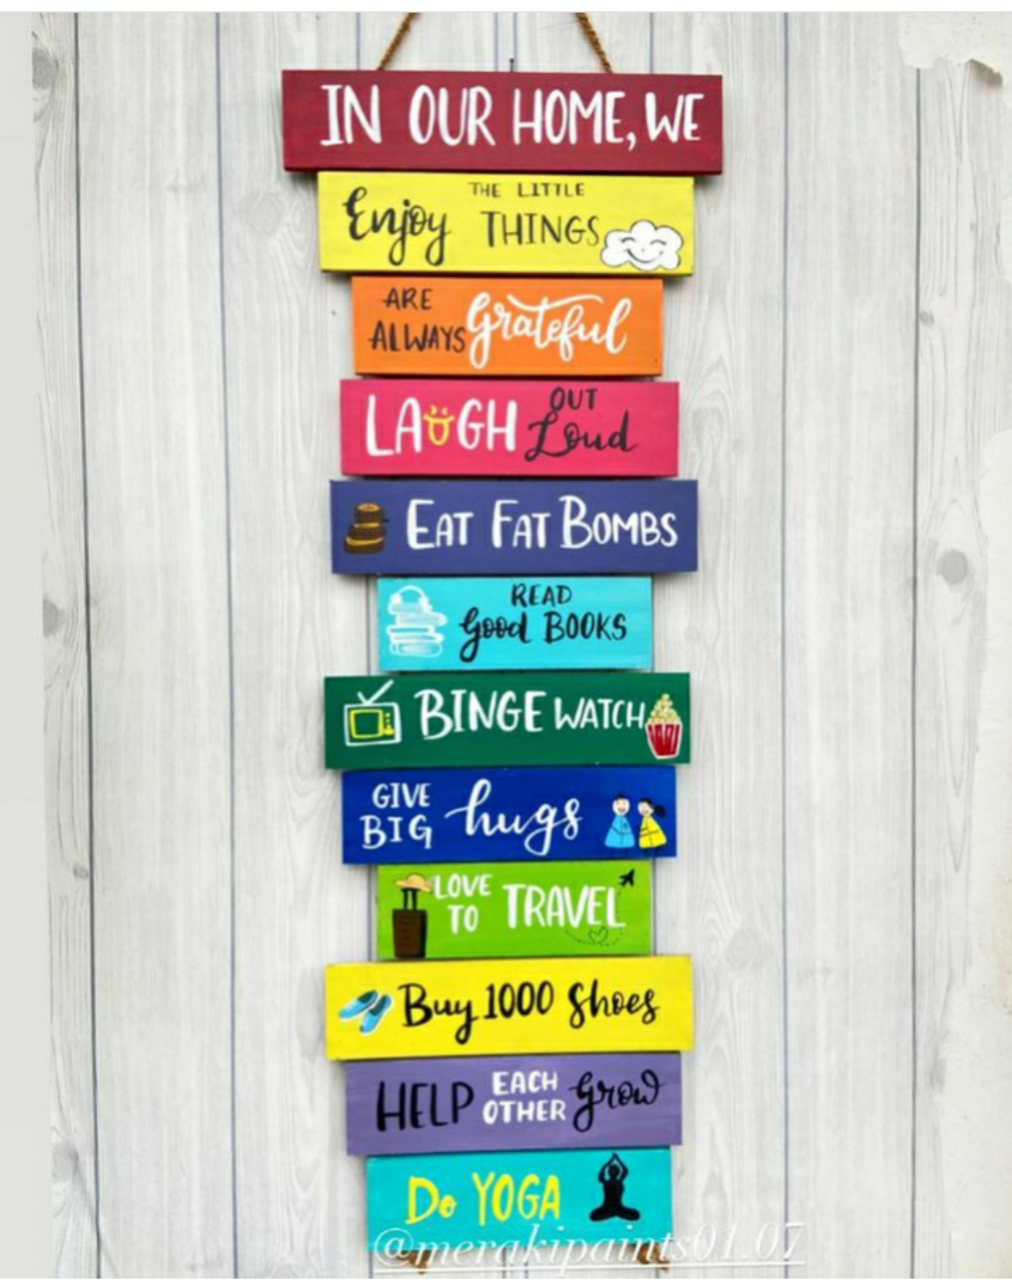 IN OUR HOME, WE
THE LITTLE
Enjoy THINGS
ARE
ALWAYS grateful
LAUGH OUT
Loud
EAT FAT BOMBS
READ
Good BOOKS
BINGE WATCH
GIVE
BIG hugs
LOVE
TO TRAVEL
Buy 1000 Shoes
HELP EACH
OTHER Grow
Do YOGA
@merakipaints01.07